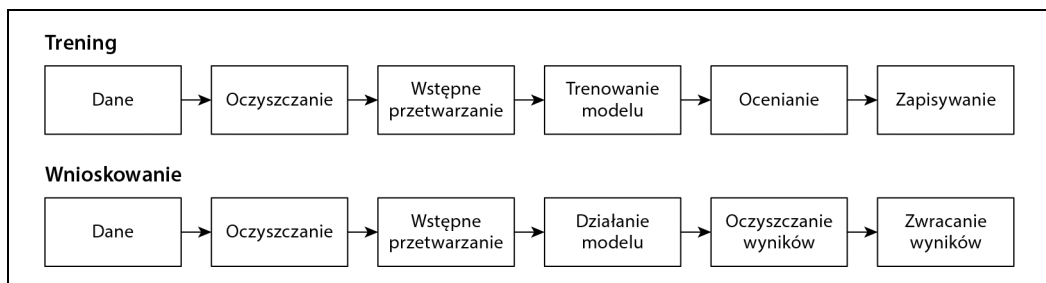 Trening
Dane
Oczyszczanie
Wstępne
przetwarzanie
Trenowanie
modelu
Ocenianie
Zapisywanie
Wnioskowanie
Dane
Oczyszczanie
Wstępne
przetwarzanie
Działanie
modelu
Oczyszczanie
wyników
Zwracanie
wyników